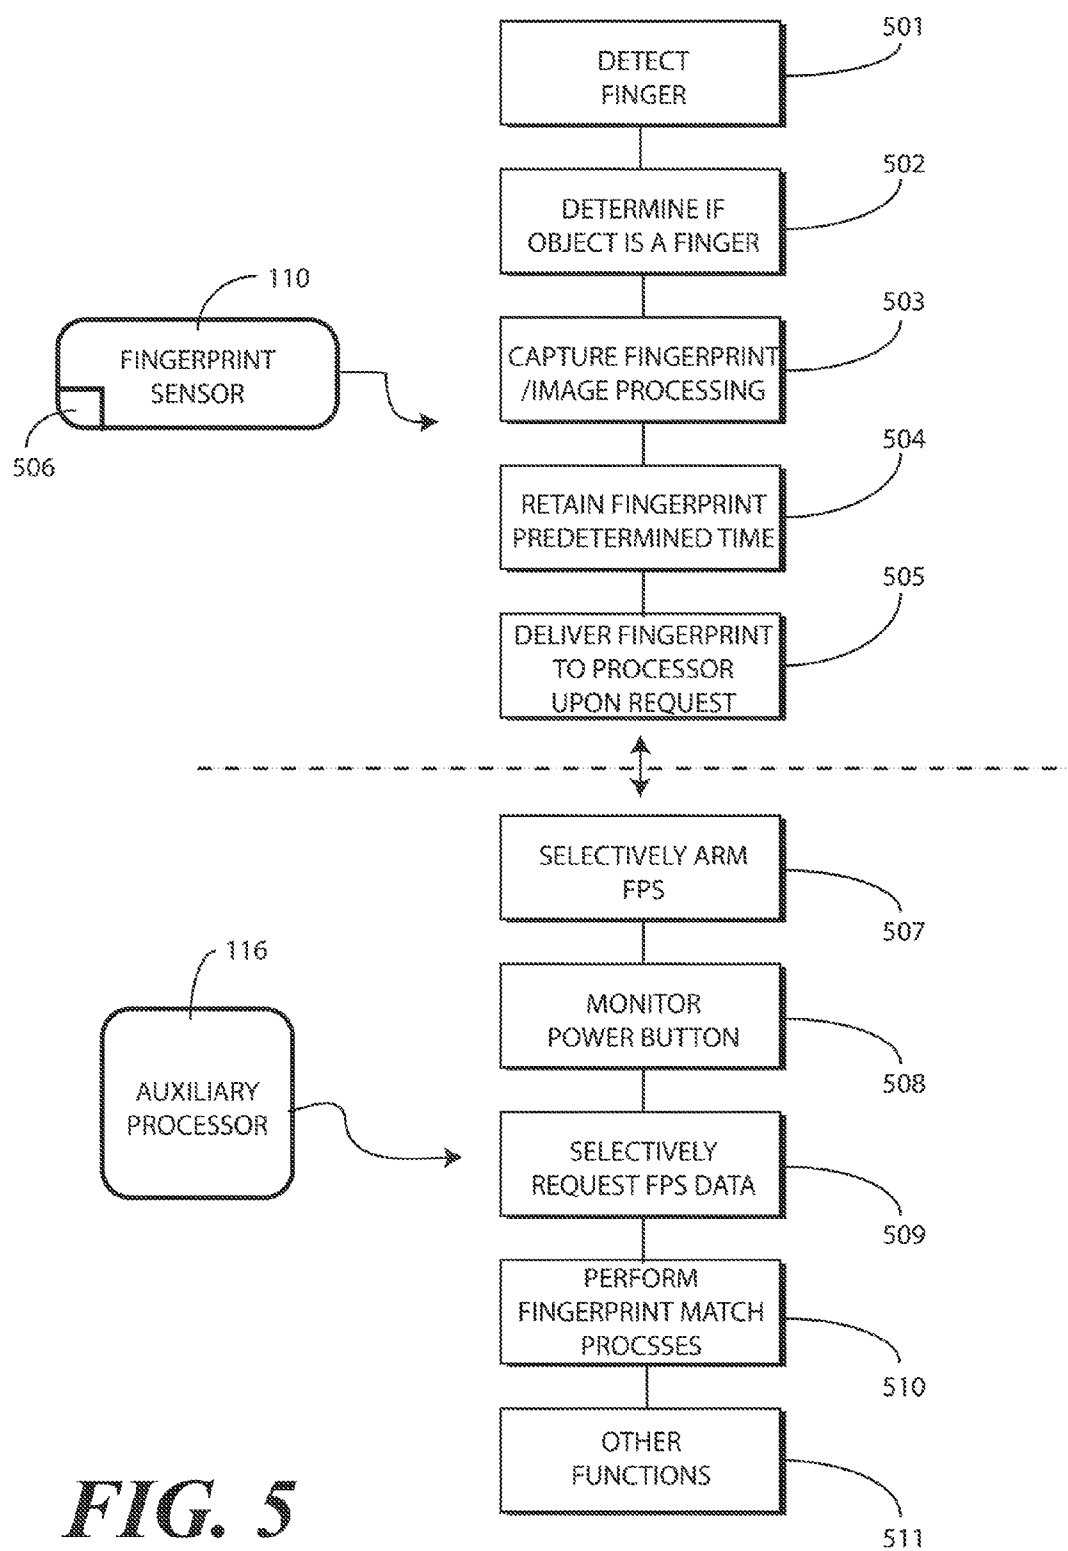 501
DETECT
FINGER
502
DETERMINE IF
OBJECT IS A FINGER
110
FINGERPRINT
SENSOR
506
503
CAPTURE FINGERPRINT
/IMAGE PROCESSING
504
RETAIN FINGERPRINT
PREDETERMINED TIME
505
DELIVER FINGERPRINT
TO PROCESSOR
UPON REQUEST
SELECTIVELY ARM
FPS
507
116
AUXILIARY
PROCESSOR
MONITOR
POWER BUTTON
508
SELECTIVELY
REQUEST FPS DATA
509
PERFORM
FINGERPRINT MATCH
PROCSSES
510
OTHER
FUNCTIONS
511
FIG. 5